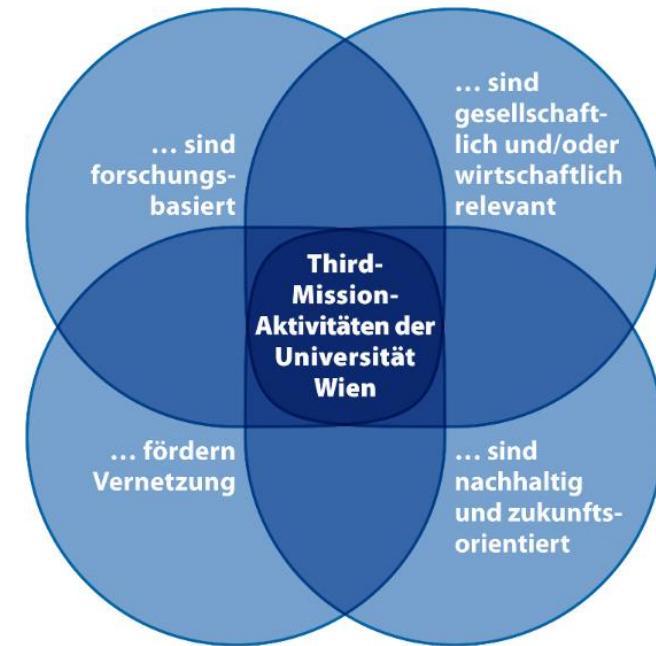 … sind
forschungs-
basiert
… sind
gesellschaft-
lich und/oder
wirtschaftlich
relevant
Third-
Mission-
Aktivitäten der
Universität
Wien
… fördern
Vernetzung
… sind
nachhaltig
und zukunfts-
orientiert